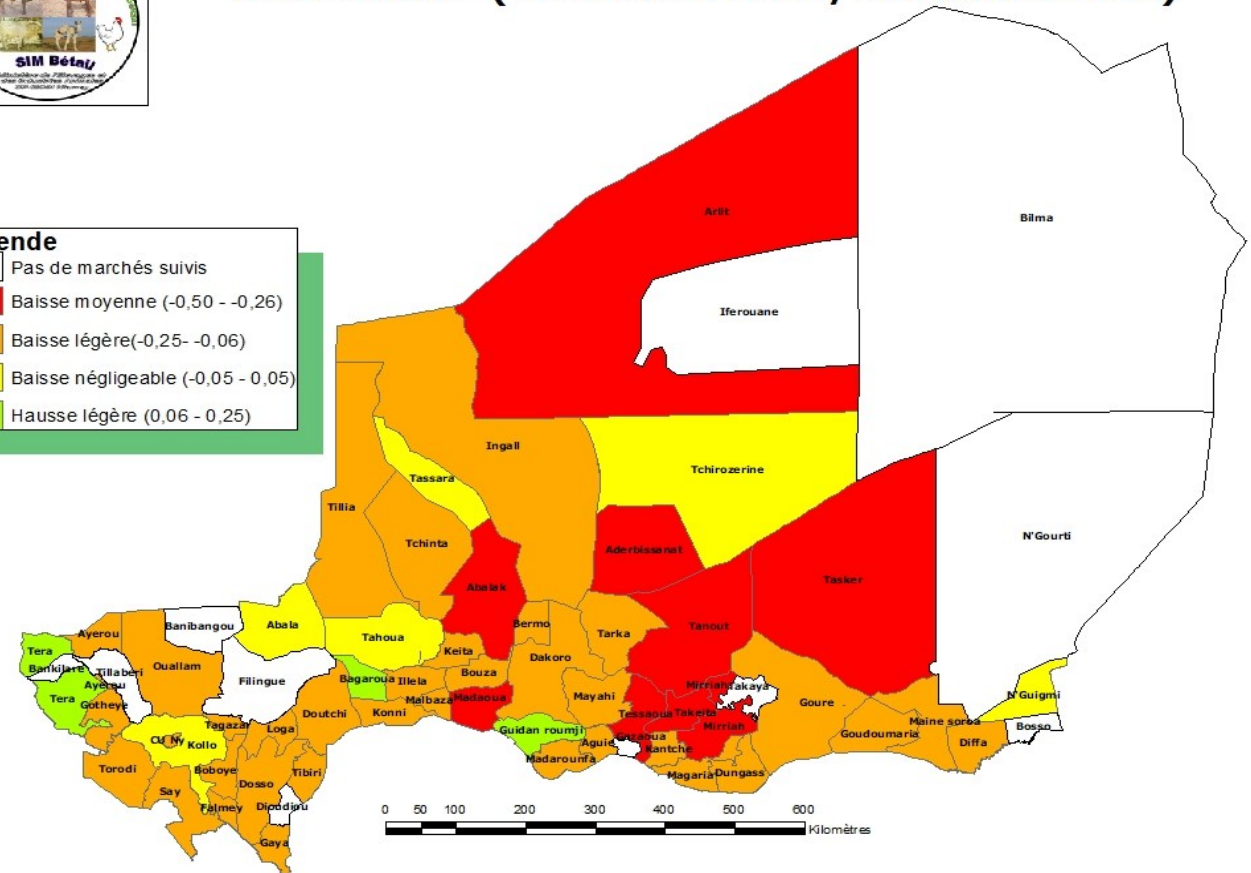 SIM Bétail
ende
Pas de marchés suivis
Baisse moyenne (-0,50 - -0,26)
Baisse légère(-0,25- -0,06)
Baisse négligeable (-0,05 - 0,05)
Hausse légère (0,06 - 0,25)
Arlit
Bilma
Iferouane
Ingall
Tchirozerine
Tassara
Tillia
N'Gourti
Tchinta
Aderbissanat
Tasker
Abalak
Banibangou
Abala
Bermo
Tanout
Ayerou
Tahoua
Tarka
Tera
Keita
Dakoro
Bankilare
Tillaberi
Ouallam
Filingue
Bagaroua
Illela
Bouza
Mirriah
Takaya
Ayerou
N'Guigmi
Tera
Gotheye
Malbaza
Madaoua
Mayahi
Goure
Doutchi
Konni
Tessaoua
Takeita
Mirriah
Maine soroa
Bosso
Tagazar
Loga
Guidan roumji
Gazaoua
Goudoumaria
CU Ny
Kollo
Aguie
Kantche
Diffa
Madarounfa
Torodi
Boboye
Tibiri
Magaria
Dungass
Say
Dosso
Falmey
Dioudiou
Gaya
0 50 100 200 300 400 500 600
Kilomètres